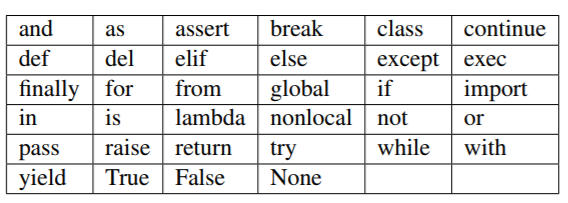 and as assert break class continue
def del elif else except exec
finally for from global if import
in is lambda nonlocal not or
pass raise return try while with
yield True False None